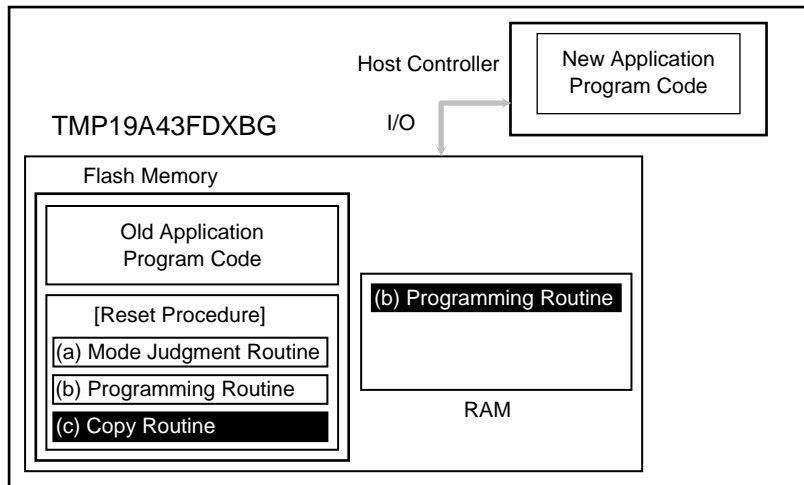 Host Controller
New Application
Program Code
TMP19A43FDXBG
I/O
Flash Memory
Old Application
Program Code
[Reset Procedure]
(a) Mode Judgment Routine
(b) Programming Routine
(c) Copy Routine
(b) Programming Routine
RAM